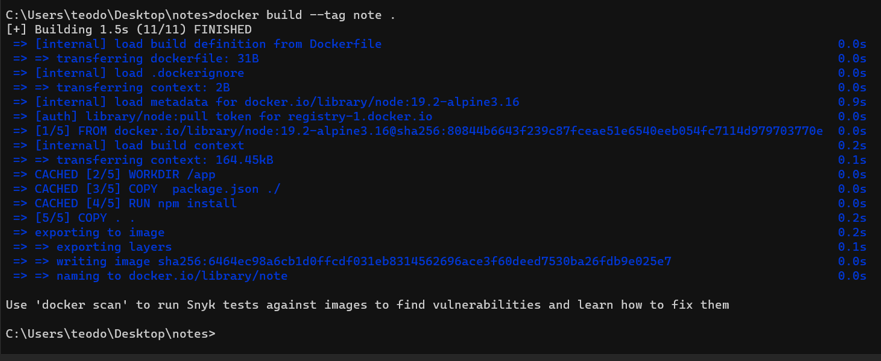 C:\Users\teodo\Desktop\notes>docker build --tag note .
[+] Building 1.5s (11/11) FINISHED
=> [internal] load build definition from Dockerfile 0.0s
=> => transferring dockerfile: 31B 0.0s
=> [internal] load .dockerignore 0.0s
=> => transferring context: 2B 0.0s
=> [internal] load metadata for docker.io/library/node:19.2-alpine3.16 0.9s
=> [auth] library/node:pull token for registry-1.docker.io 0.0s
=> [1/5] FROM docker.io/library/node:19.2-alpine3.16@sha256:80844b6643f239c87fceae51e6540eeb054fc7114d979703770e 0.0s
=> [internal] load build context 0.2s
=> => transferring context: 164.45kB 0.1s
=> CACHED [2/5] WORKDIR /app 0.0s
=> CACHED [3/5] COPY  package.json ./ 0.0s
=> CACHED [4/5] RUN npm install 0.0s
=> [5/5] COPY . . 0.2s
=> exporting to image 0.2s
=> => exporting layers 0.1s
=> => writing image sha256:6464ec98a6cb1d0ffcdf031eb8314562696ace3f60deed7530ba26fdb9e025e7 0.0s
=> => naming to docker.io/library/note 0.0s
Use 'docker scan' to run Snyk tests against images to find vulnerabilities and learn how to fix them
C:\Users\teodo\Desktop\notes>